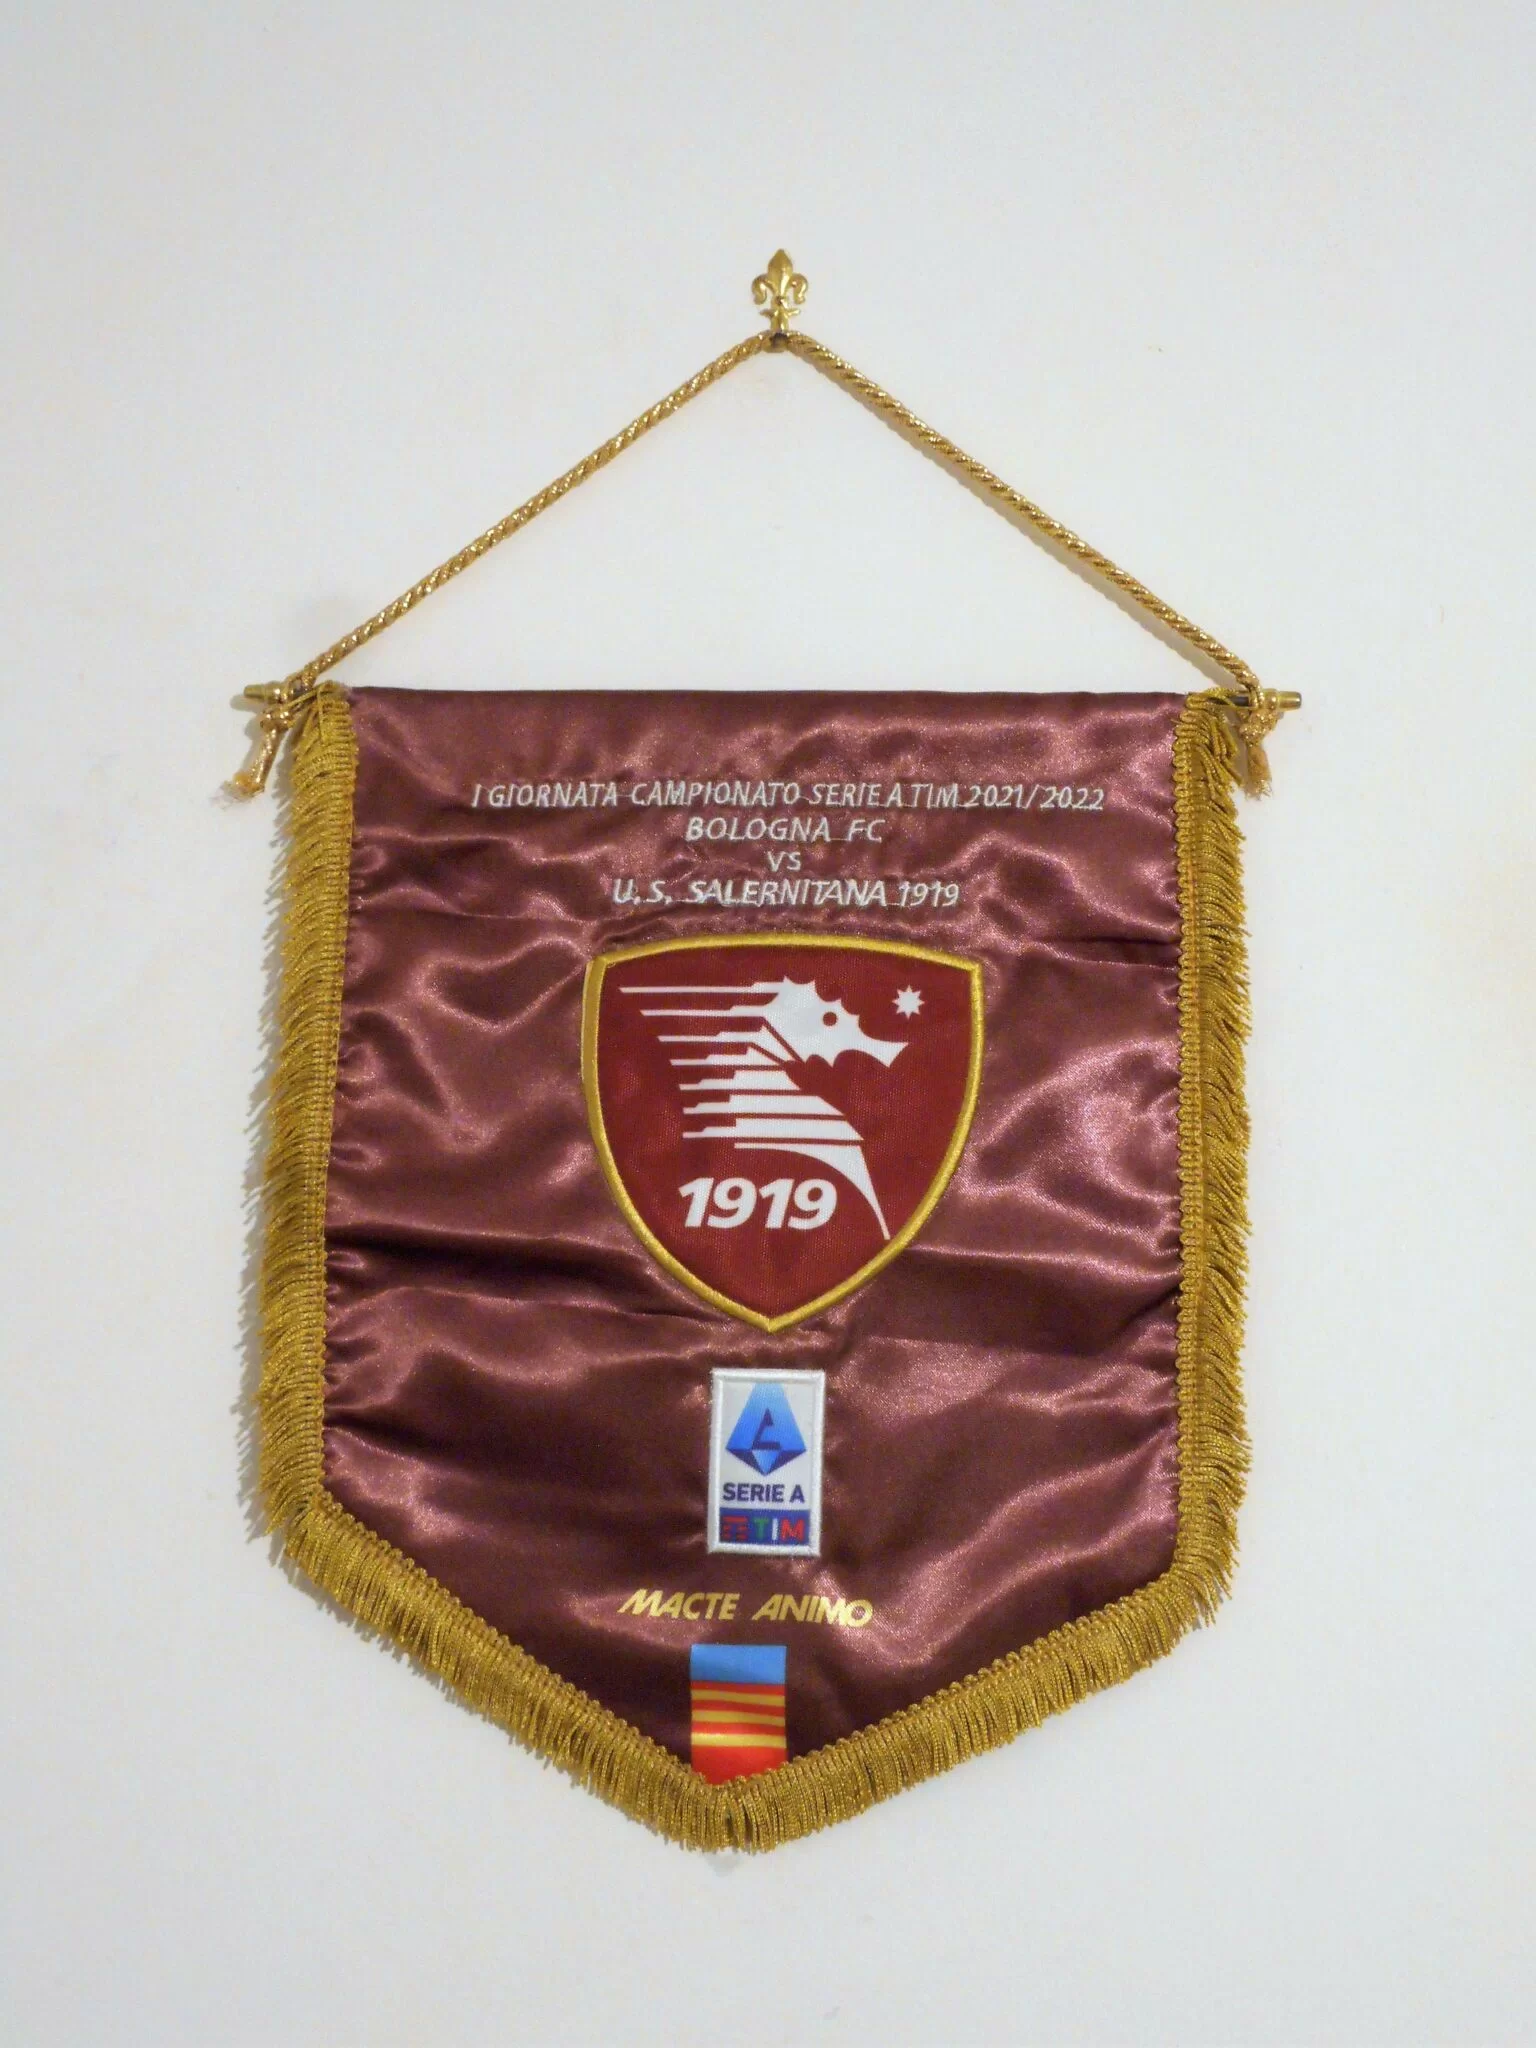 I GIORNATA CAMPIONATO SERIE A TIM 2021/2022
BOLOGNA FC
VS
U.S. SALERNITANA 1919
1919
SERIE A
TIM
MACTE ANIMO